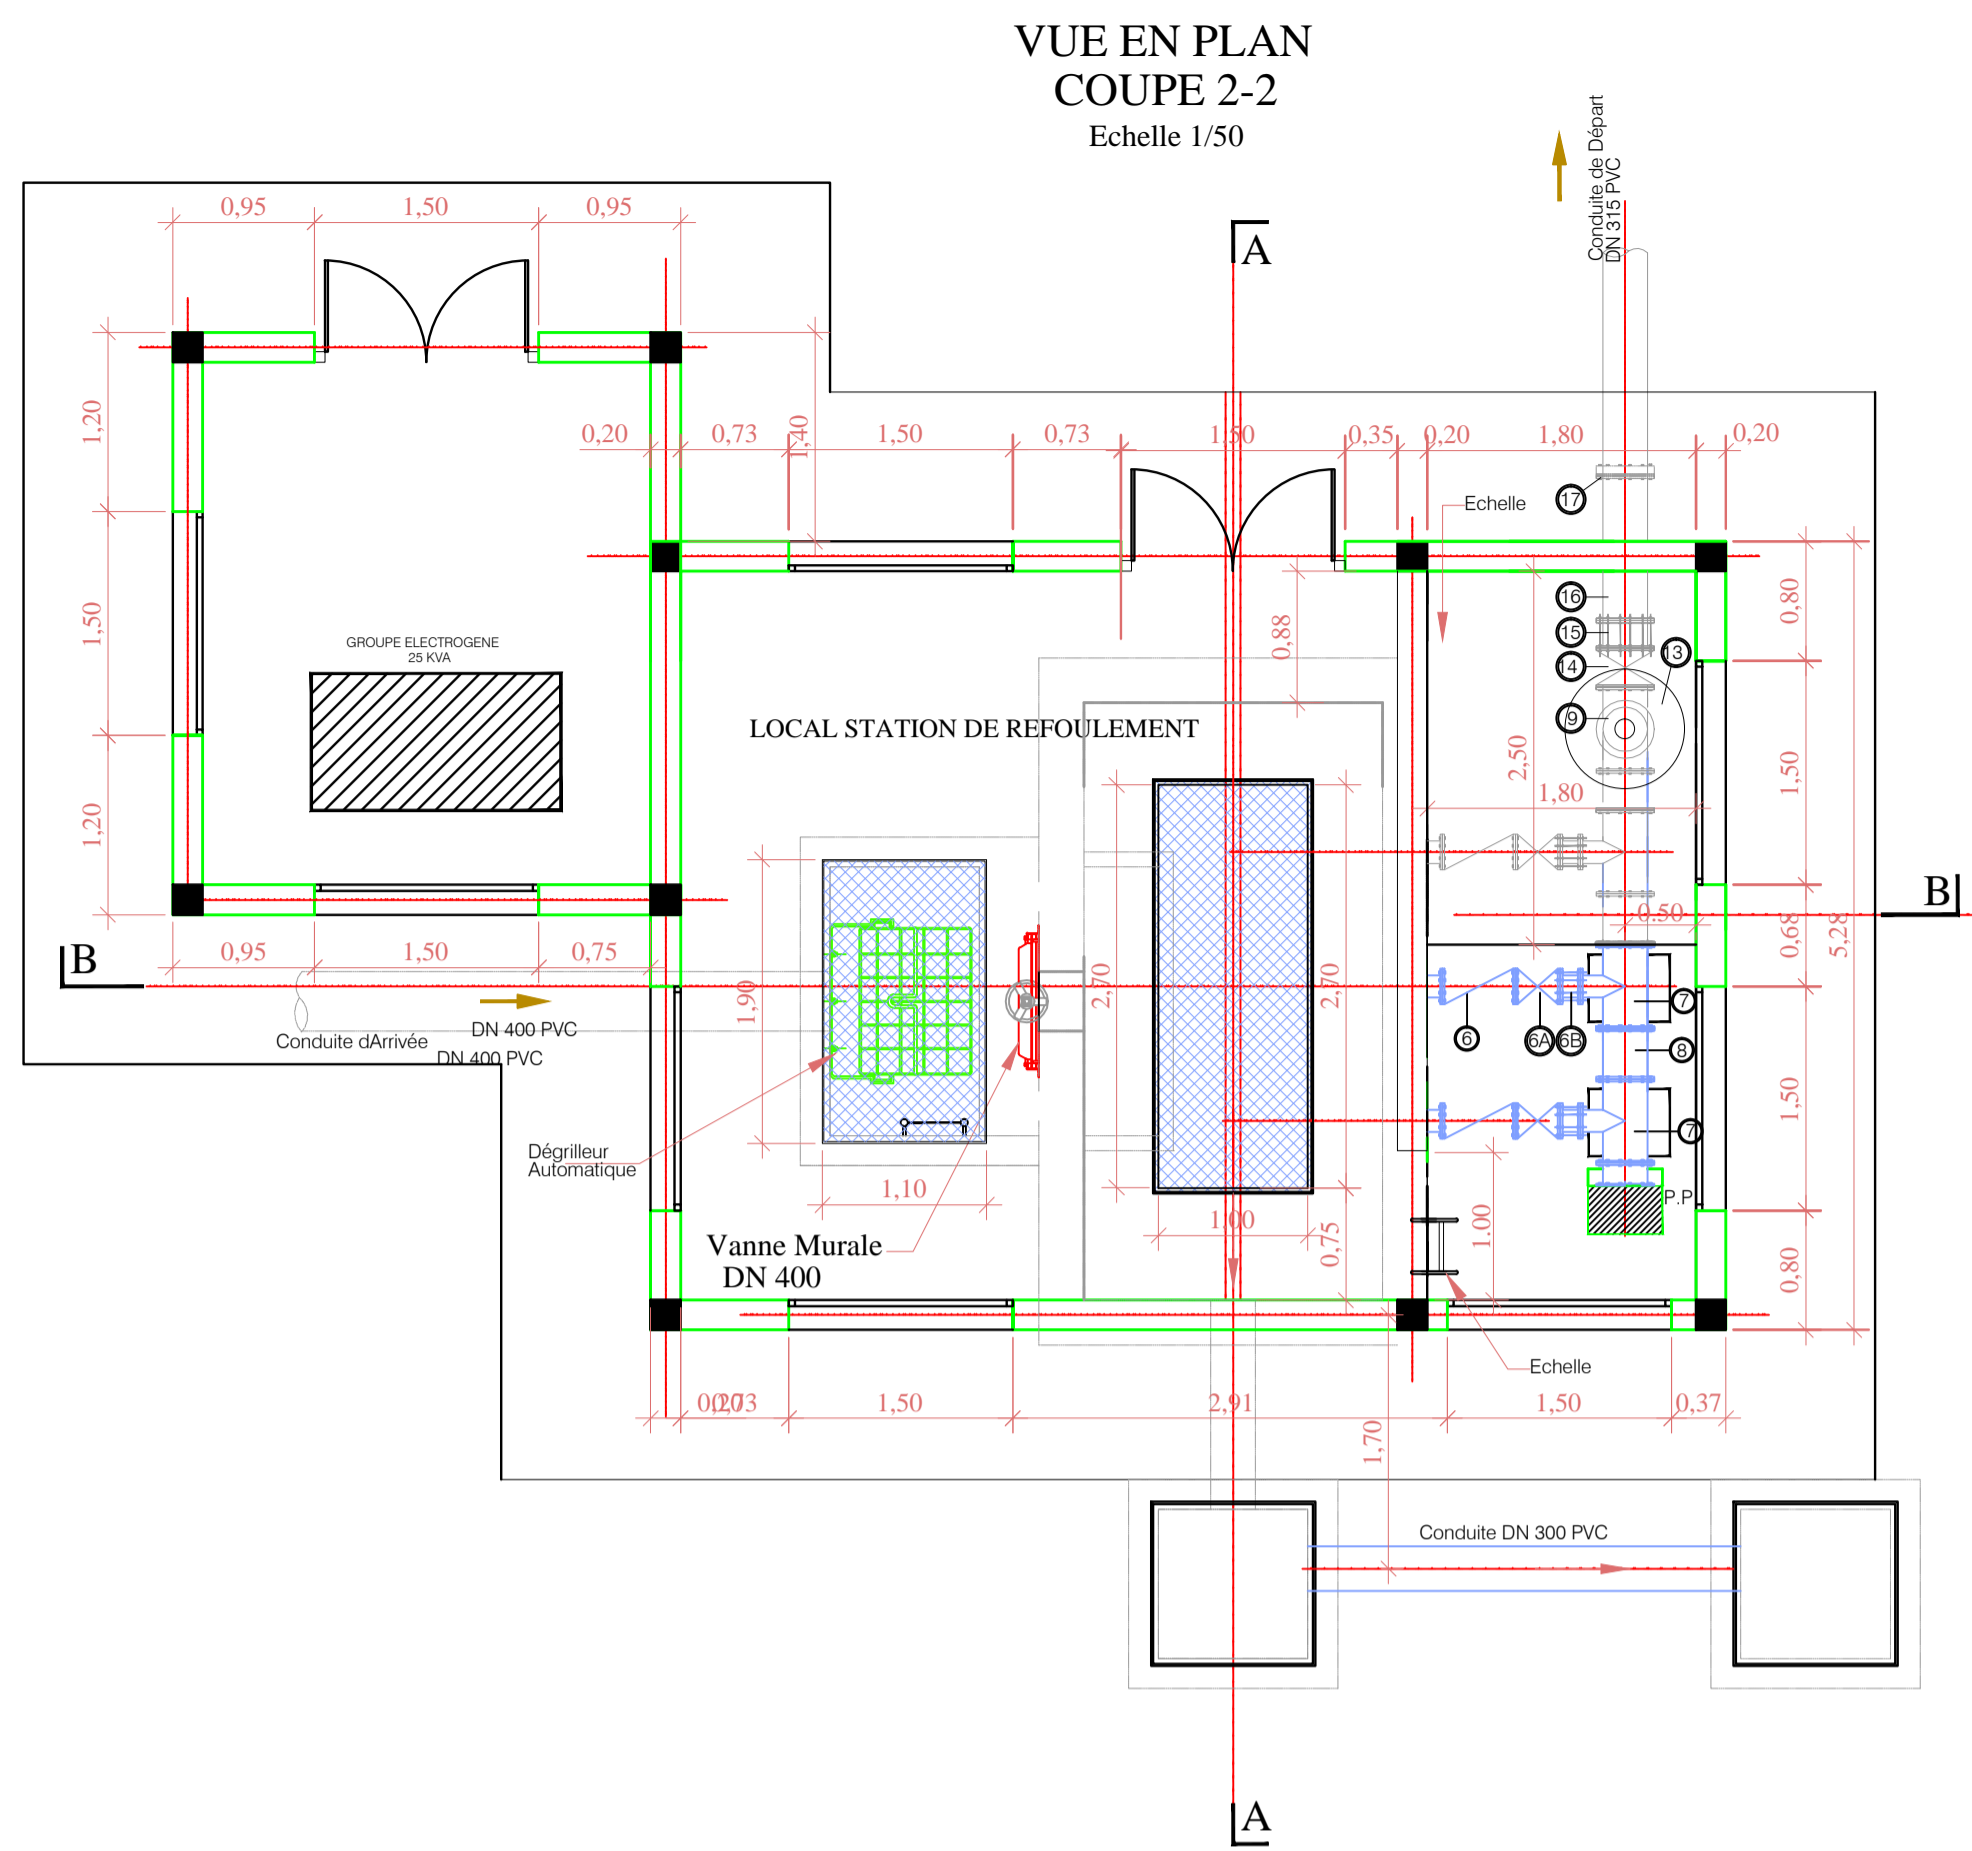 VUE EN PLAN
COUPE 2-2
Echelle 1/50
Conduite de Départ
DN 315 PVC
0,95
1,50
0,95
A
1,20
1,50
1,20
0,20
0,73
1,40
1,50
0,73
1.50
0,35
0,20
1,80
0,20
Echelle
17
16
15
14
13
9
0,80
1,50
0,68
5,28
1,50
0,80
0,88
2,50
1,80
0.50
GROUPE ELECTROGENE
25 KVA
LOCAL STATION DE REFOULEMENT
B
B
0,95
1,50
0,75
1,90
2,70
2,70
Conduite dArrivée
DN 400 PVC
DN 400 PVC
6
6A
6B
7
8
7
P.P
Dégrilleur
Automatique
1,10
1.00
0,75
1.00
Vanne Murale
DN 400
Echelle
0,20
0,73
1,50
2,91
1,50
0,37
1,70
Conduite DN 300 PVC
A